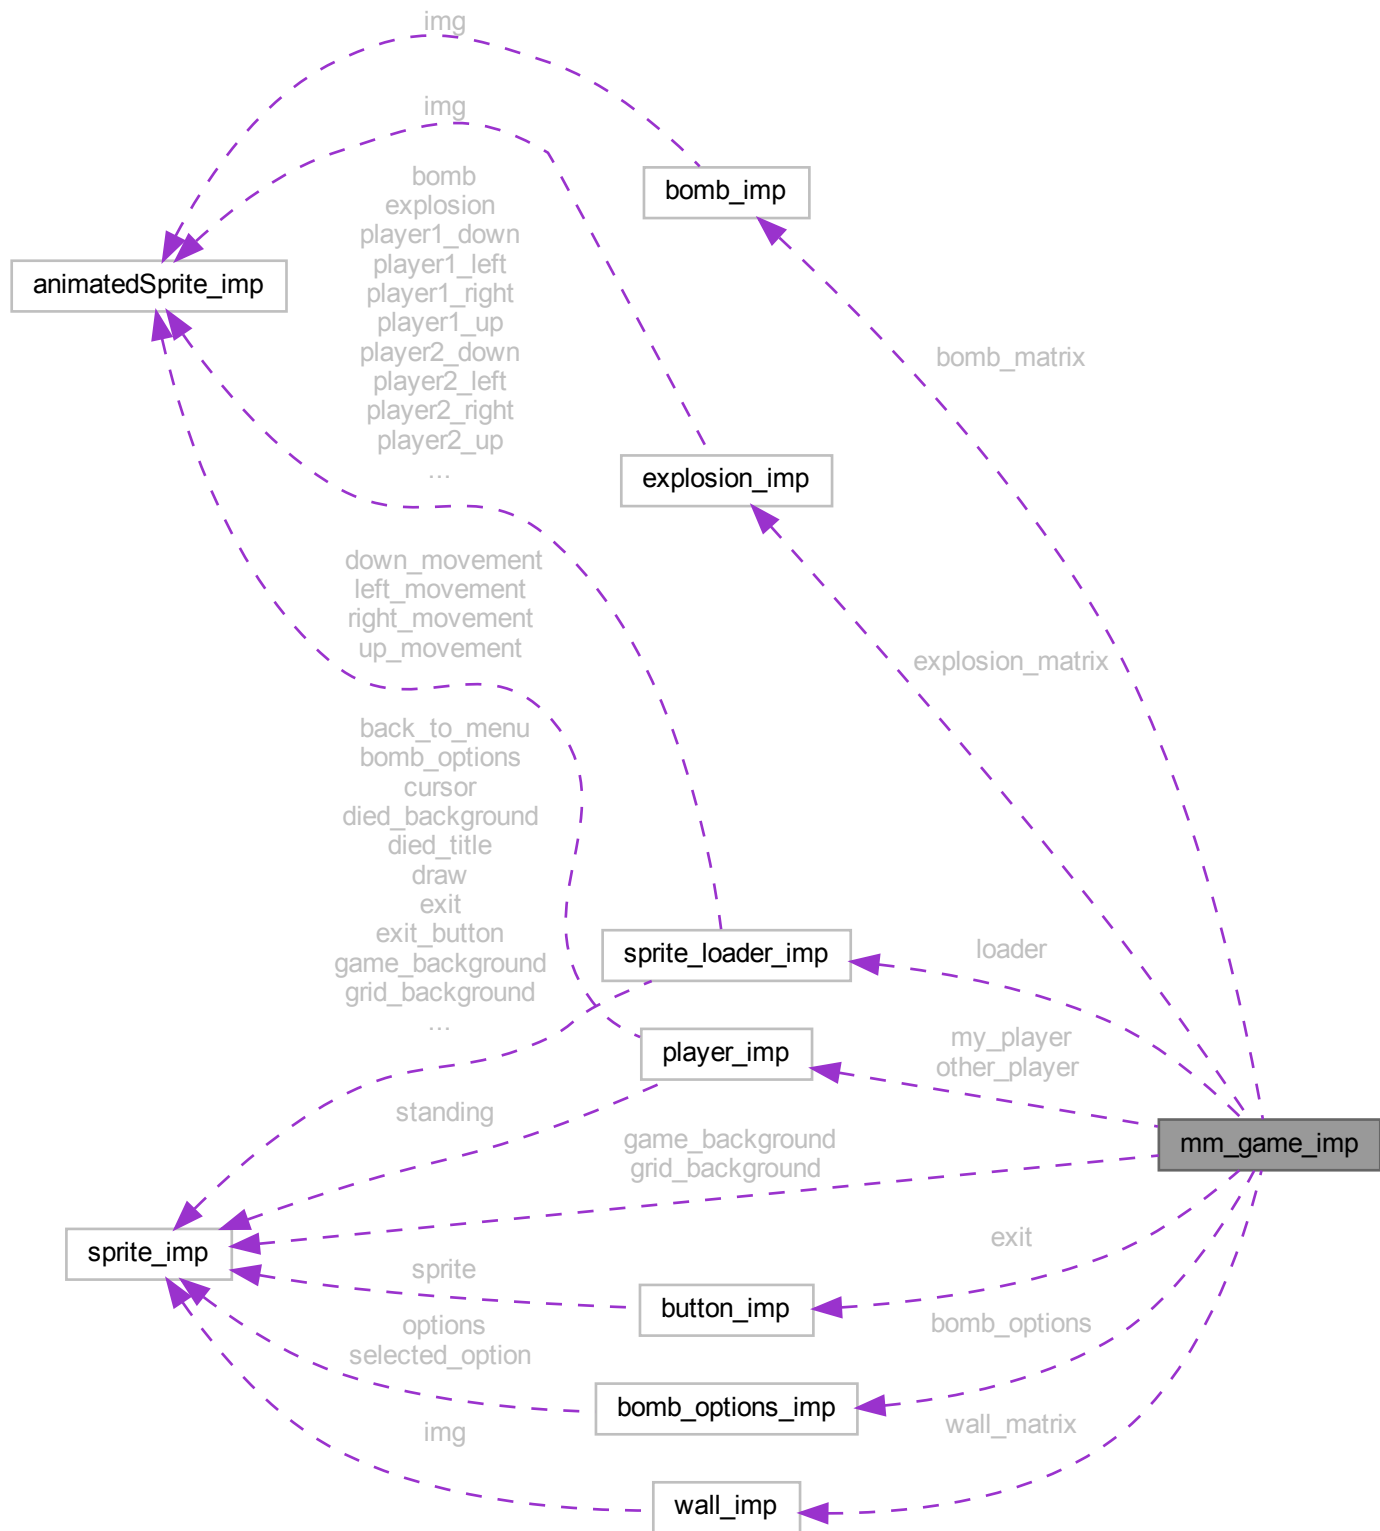 img
img
bomb
explosion
player1_down
player1_left
player1_right
player1_up
player2_down
player2_left
player2_right
player2_up
...
bomb_imp
animatedSprite_imp
bomb_matrix
explosion_imp
down_movement
left_movement
right_movement
up_movement
explosion_matrix
back_to_menu
bomb_options
cursor
died_background
died_title
draw
exit
exit_button
game_background
grid_background
...
sprite_loader_imp
loader
player_imp
my_player
other_player
standing
game_background
grid_background
mm_game_imp
sprite_imp
sprite
button_imp
exit
options
selected_option
bomb_options_imp
bomb_options
img
wall_imp
wall_matrix